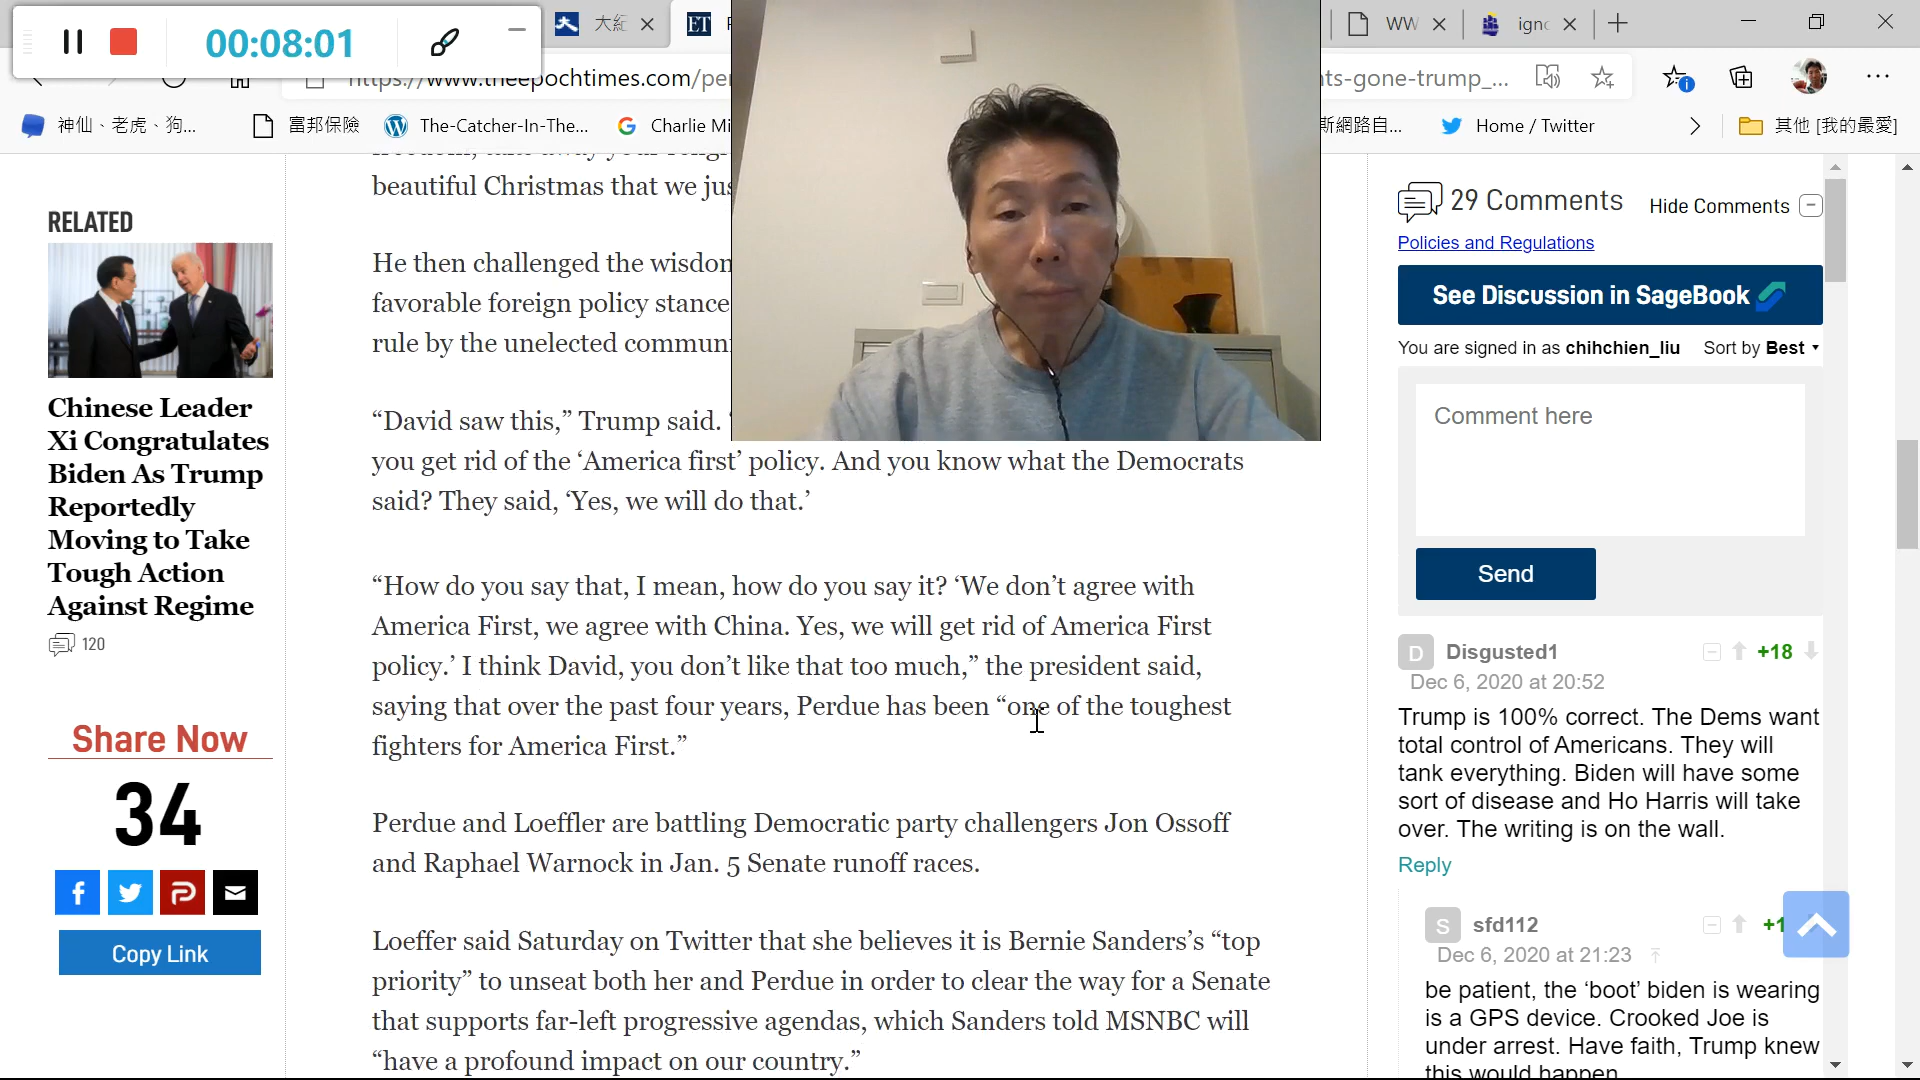 00:08:01
大紀
ET
WW
ign
https://www.theepochtimes.com/per
ts-gone-trump_...
神仙、老虎、狗...
富邦保險
The-Catcher-In-The...
Charlie Mi
斯網路自...
Home / Twitter
其他 [我的最愛]
RELATED
Chinese Leader
Xi Congratulates
Biden As Trump
Reportedly
Moving to Take
Tough Action
Against Regime
120
Share Now
34
Copy Link
beautiful Christmas that we jus
He then challenged the wisdom
favorable foreign policy stance
rule by the unelected commun
“David saw this,” Trump said. “
you get rid of the ‘America first’ policy. And you know what the Democrats
said? They said, ‘Yes, we will do that.’
“How do you say that, I mean, how do you say it? ‘We don’t agree with
America First, we agree with China. Yes, we will get rid of America First
policy.’ I think David, you don’t like that too much,” the president said,
saying that over the past four years, Perdue has been “one of the toughest
fighters for America First.”
Perdue and Loeffler are battling Democratic party challengers Jon Ossoff
and Raphael Warnock in Jan. 5 Senate runoff races.
Loeffer said Saturday on Twitter that she believes it is Bernie Sanders’s “top
priority” to unseat both her and Perdue in order to clear the way for a Senate
that supports far-left progressive agendas, which Sanders told MSNBC will
“have a profound impact on our country.”
29 Comments
Hide Comments
Policies and Regulations
See Discussion in SageBook
You are signed in as chihchien_liu
Sort by Best
Comment here
Send
D
Disgusted1
+18
Dec 6, 2020 at 20:52
Trump is 100% correct. The Dems want
total control of Americans. They will
tank everything. Biden will have some
sort of disease and Ho Harris will take
over. The writing is on the wall.
Reply
S
sfd112
+1
Dec 6, 2020 at 21:23
be patient, the ‘boot’ biden is wearing
is a GPS device. Crooked Joe is
under arrest. Have faith, Trump knew
this would happen